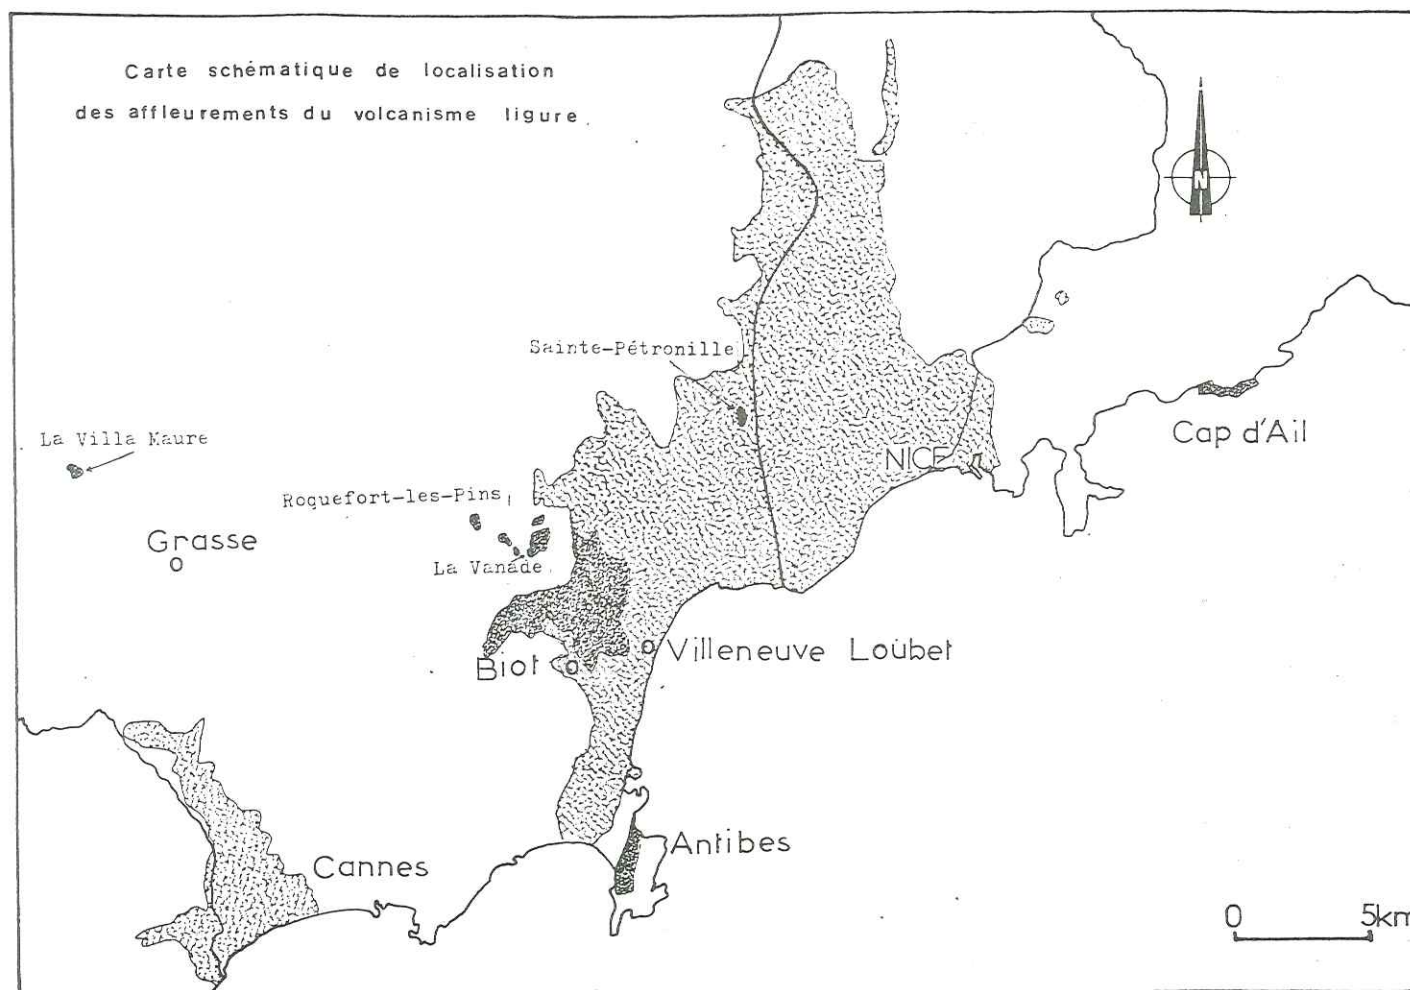 Carte schématique de localisation
des affleurements du volcanisme ligure
N
Sainte-Pétronille
La Villa Maure
Cap d'Ail
NICE
Roquefort-les-Pins
Grasse
La Vanade
Villeneuve Loubet
Biot
Antibes
Cannes
0 5km